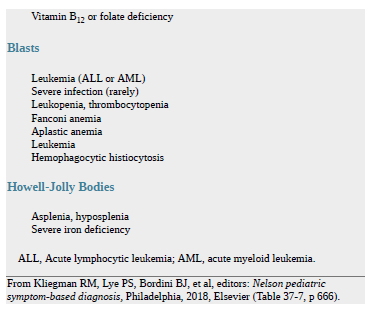 Vitamin B12 or folate deficiency
Blasts
Leukemia (ALL or AML)
Severe infection (rarely)
Leukopenia, thrombocytopenia
Fanconi anemia
Aplastic anemia
Leukemia
Hemophagocytic histiocytosis
Howell-Jolly Bodies
Asplenia, hyposplenia
Severe iron deficiency
ALL, Acute lymphocytic leukemia; AML, acute myeloid leukemia.
From Kliegman RM, Lye PS, Bordini BJ, et al, editors: Nelson pediatric
symptom-based diagnosis, Philadelphia, 2018, Elsevier (Table 37-7, p 666).